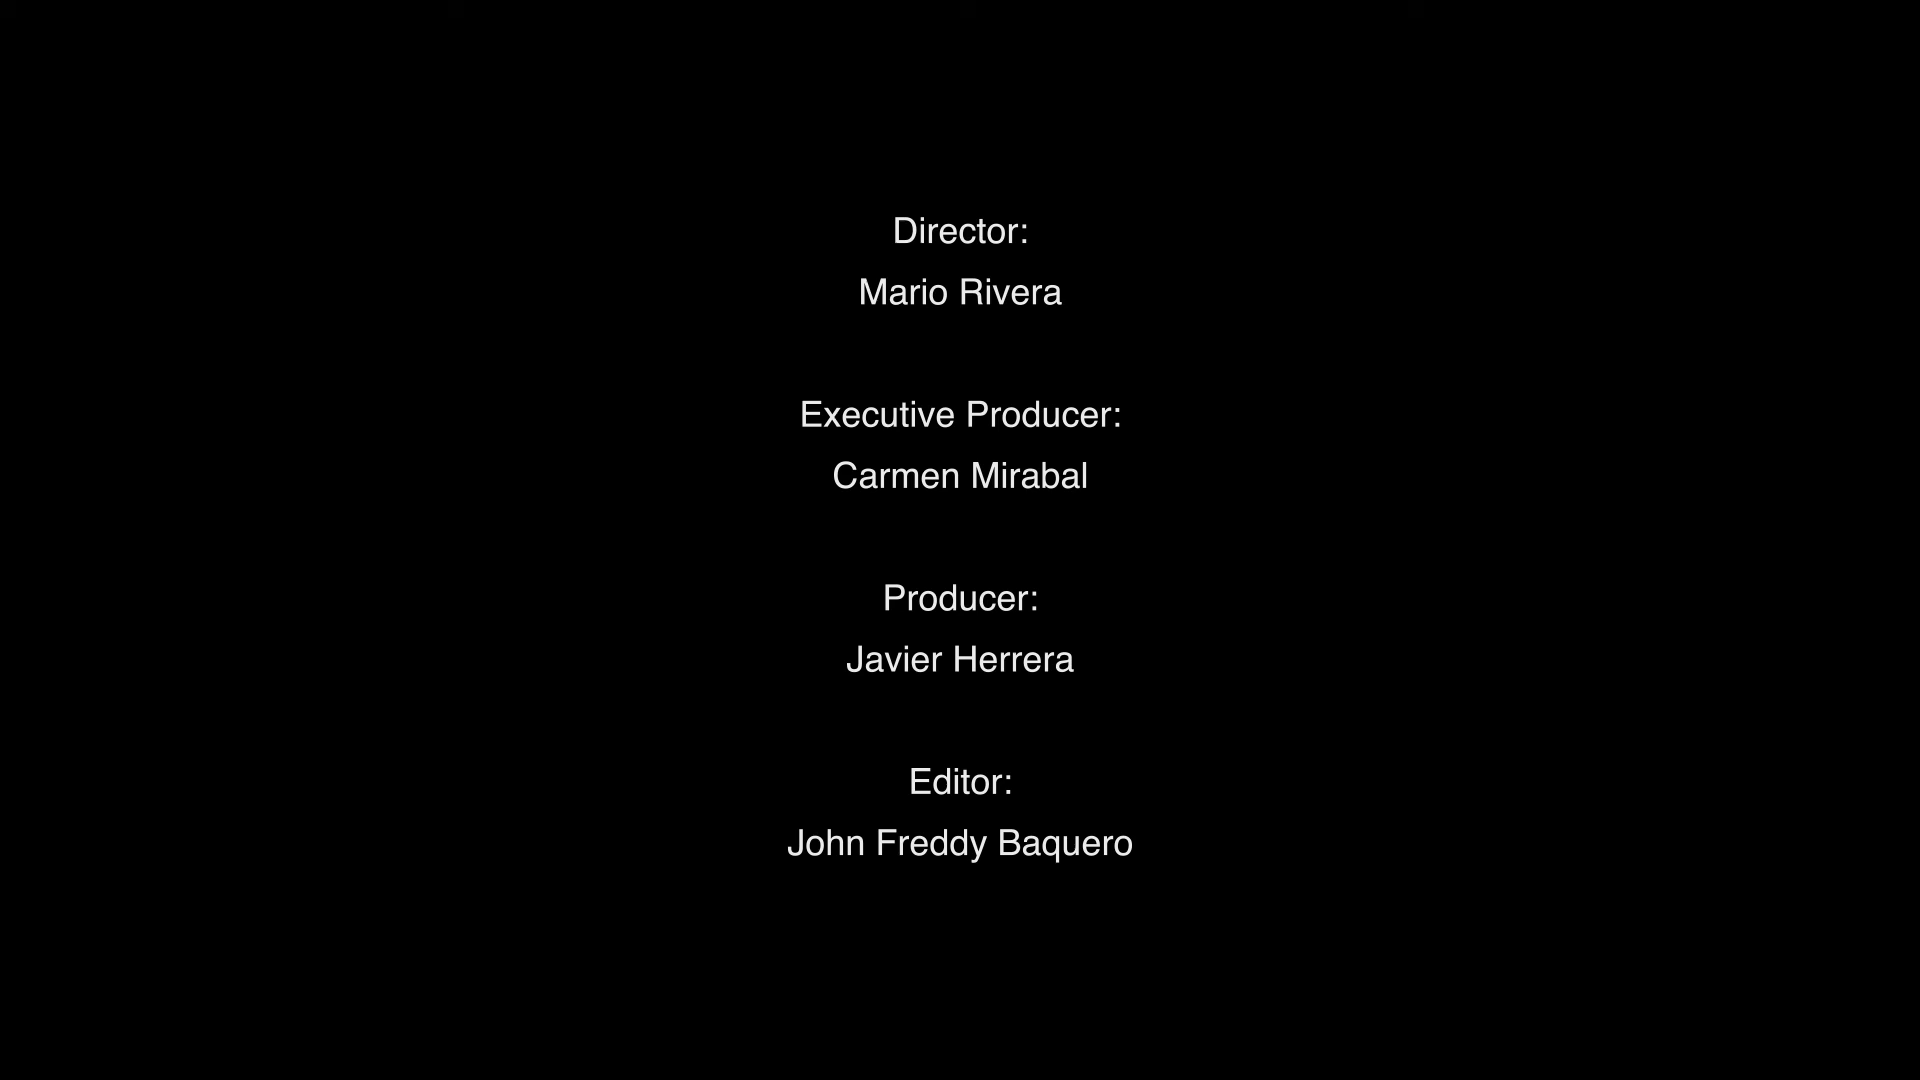 Director:
Mario Rivera
Executive Producer:
Carmen Mirabal
Producer:
Javier Herrera
Editor:
John Freddy Baquero